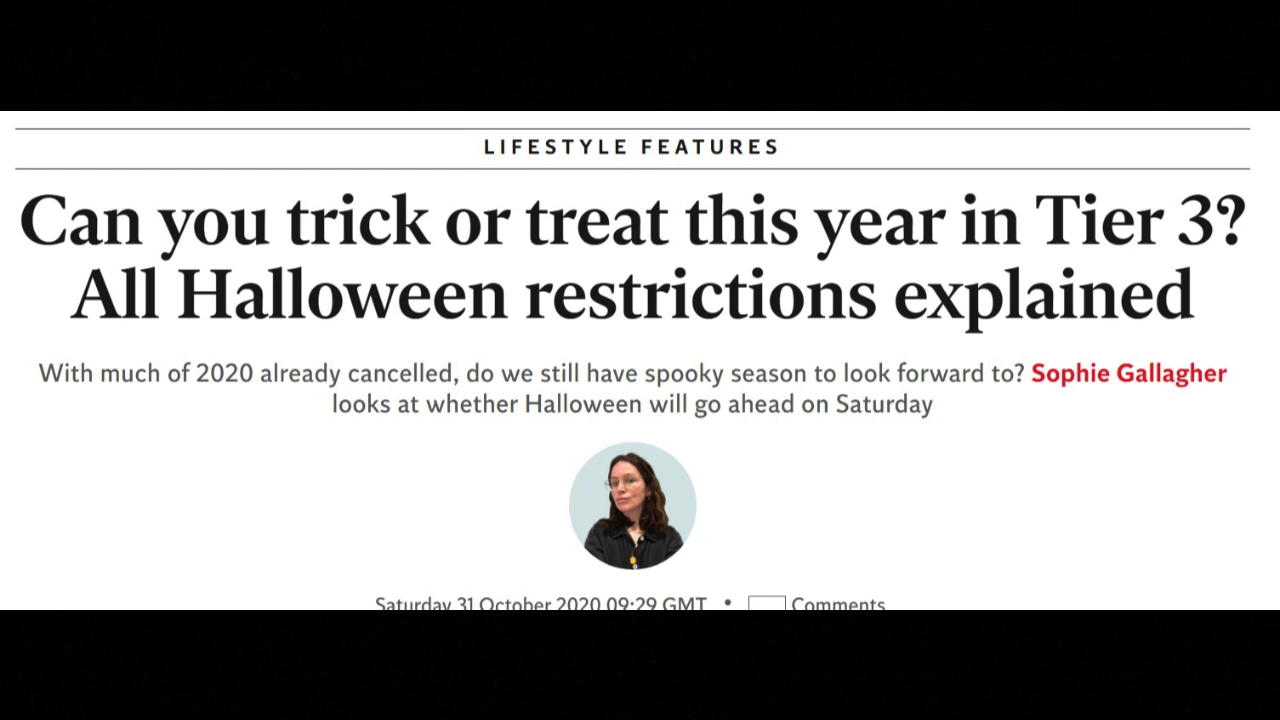 LIFESTYLE FEATURES
Can you trick or treat this year in Tier 3?
All Halloween restrictions explained
With much of 2020 already cancelled, do we still have spooky season to look forward to? Sophie Gallagher
looks at whether Halloween will go ahead on Saturday
Saturday 31 October 2020 09:29 GMT • Comments